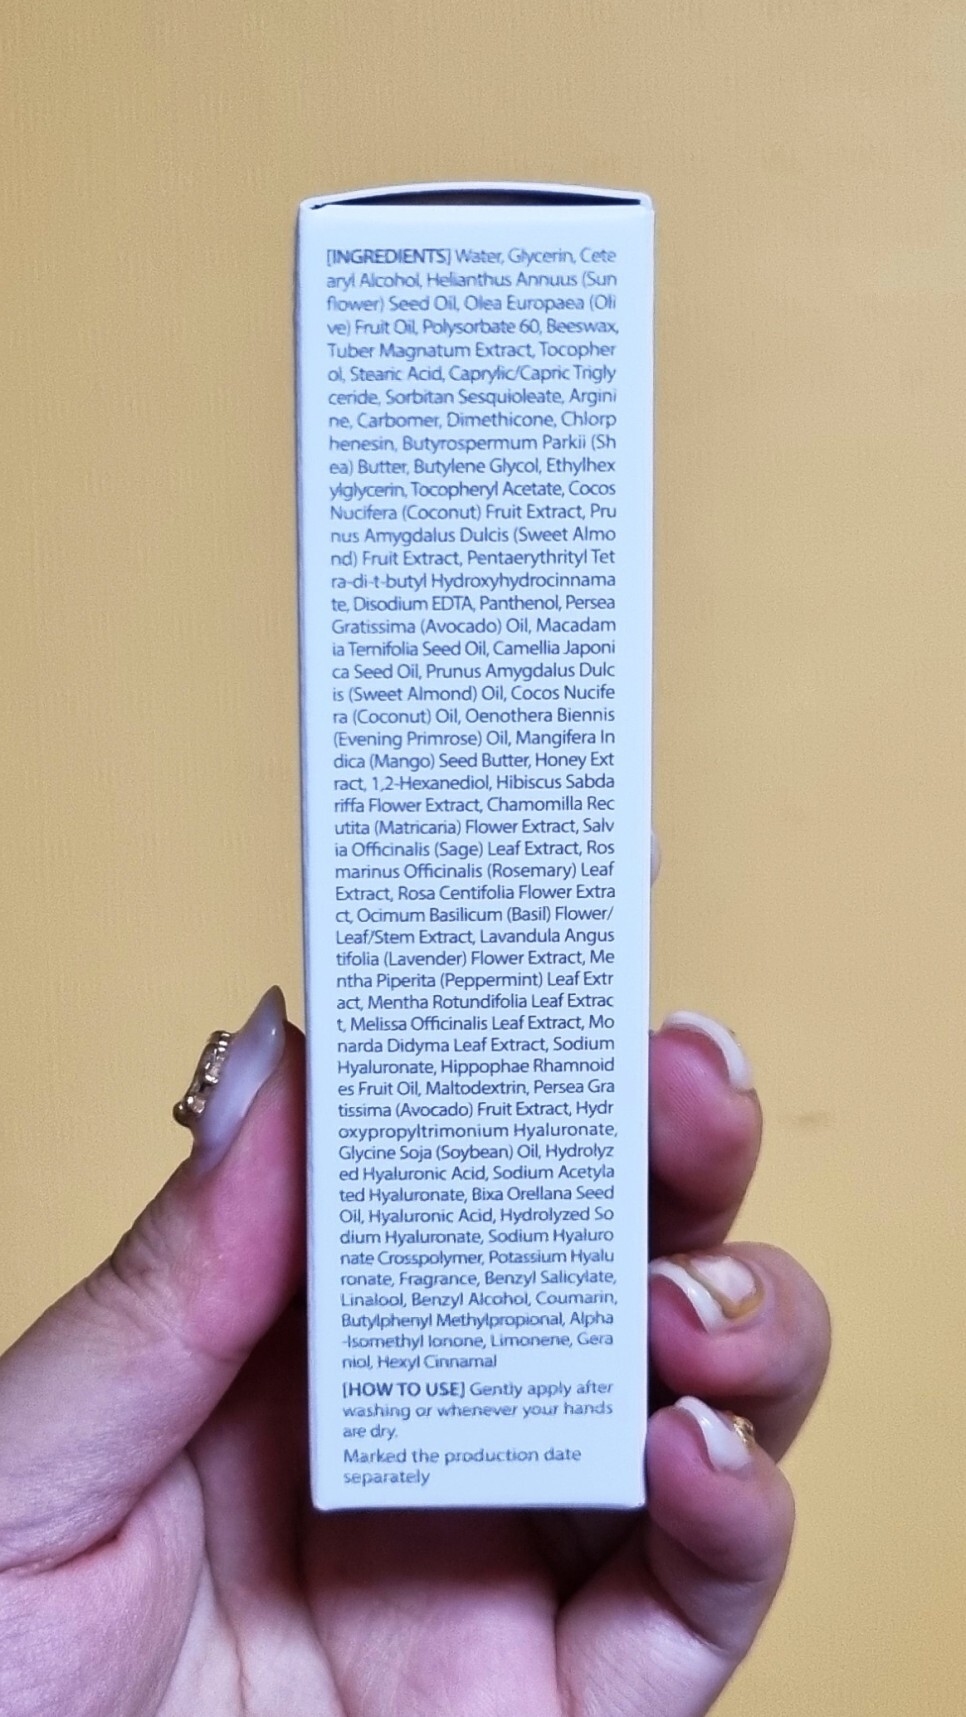 [INGREDIENTS] Water, Glycerin, Cete
aryl Alcohol, Helianthus Annuus (Sun
flower) Seed Oil, Olea Europaea (Oli
ve) Fruit Oil, Polysorbate 60, Beeswax,
Tuber Magnatum Extract, Tocopher
ol, Stearic Acid, Caprylic/Capric Trigly
ceride, Sorbitan Sesquioleate, Argini
ne, Carbomer, Dimethicone, Chlorp
henesin, Butyrospermum Parkii (Sh
ea) Butter, Butylene Glycol, Ethylhex
ylglycerin, Tocopheryl Acetate, Cocos
Nucifera (Coconut) Fruit Extract, Pru
nus Amygdalus Dulcis (Sweet Almo
nd) Fruit Extract, Pentaerythrityl Tet
ra-di-t-butyl Hydroxyhydrocinnama
te, Disodium EDTA, Panthenol, Persea
Gratissima (Avocado) Oil, Macadam
ia Ternifolia Seed Oil, Camellia Japoni
ca Seed Oil, Prunus Amygdalus Dulc
is (Sweet Almond) Oil, Cocos Nucife
ra (Coconut) Oil, Oenothera Biennis
(Evening Primrose) Oil, Mangifera In
dica (Mango) Seed Butter, Honey Ext
ract, 1,2-Hexanediol, Hibiscus Sabda
riffa Flower Extract, Chamomilla Rec
utita (Matricaria) Flower Extract, Salv
ia Officinalis (Sage) Leaf Extract, Ros
marinus Officinalis (Rosemary) Leaf
Extract, Rosa Centifolia Flower Extra
ct, Ocimum Basilicum (Basil) Flower/
Leaf/Stem Extract, Lavandula Angus
tifolia (Lavender) Flower Extract, Me
ntha Piperita (Peppermint) Leaf Extr
act, Mentha Rotundifolia Leaf Extrac
t, Melissa Officinalis Leaf Extract, Mo
narda Didyma Leaf Extract, Sodium
Hyaluronate, Hippophae Rhamnoid
es Fruit Oil, Maltodextrin, Persea Gra
tissima (Avocado) Fruit Extract, Hydr
oxypropyltrimonium Hyaluronate,
Glycine Soja (Soybean) Oil, Hydrolyz
ed Hyaluronic Acid, Sodium Acetyla
ted Hyaluronate, Bixa Orellana Seed
Oil, Hyaluronic Acid, Hydrolyzed So
dium Hyaluronate, Sodium Hyaluro
nate Crosspolymer, Potassium Hyalu
ronate, Fragrance, Benzyl Salicylate,
Linalool, Benzyl Alcohol, Coumarin,
Butylphenyl Methylpropional, Alpha
-Isomethyl Ionone, Limonene, Gera
niol, Hexyl Cinnamal
[HOW TO USE] Gently apply after
washing or whenever your hands
are dry.
Marked the production date
separately